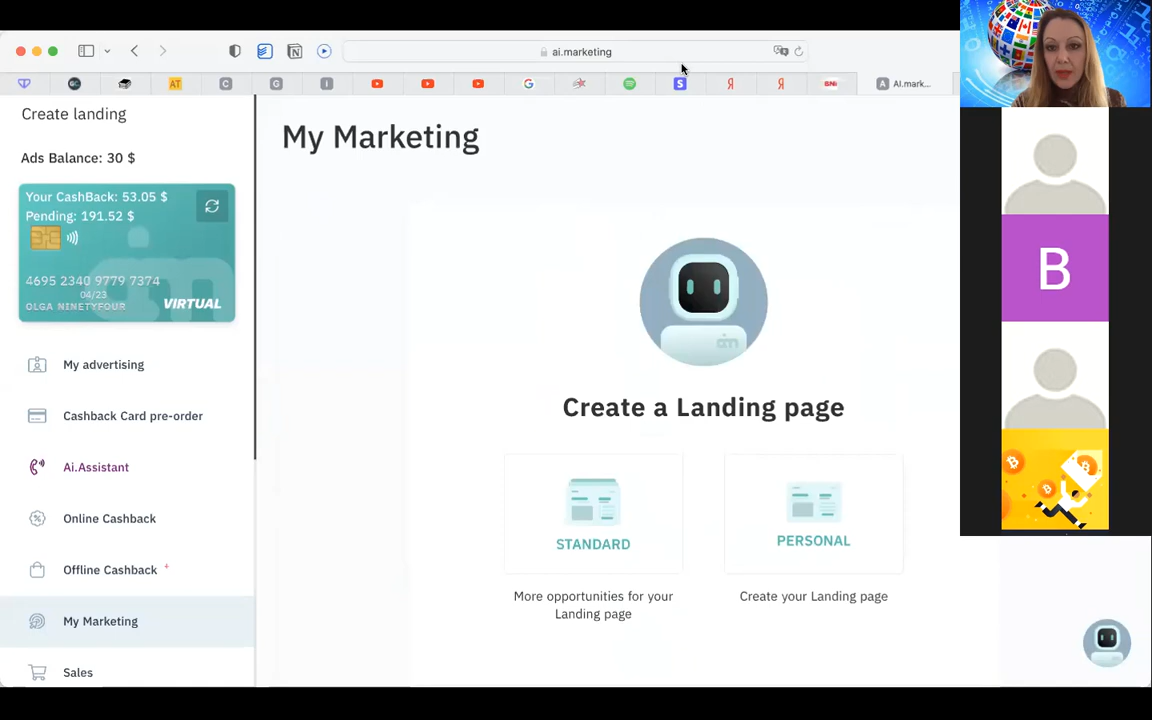 ai.marketing
AT
C
G
I
G
S
Я
Я
A AI.mark...
Create landing
Ads Balance: 30 $
Your CashBack: 53.05 $
Pending: 191.52 $
4695 2340 9779 7374
04/23
OLGA NINETYFOUR
VIRTUAL
My advertising
Cashback Card pre-order
Ai.Assistant
Online Cashback
Offline Cashback +
My Marketing
Sales
My Marketing
Create a Landing page
STANDARD
More opportunities for your
Landing page
PERSONAL
Create your Landing page
B